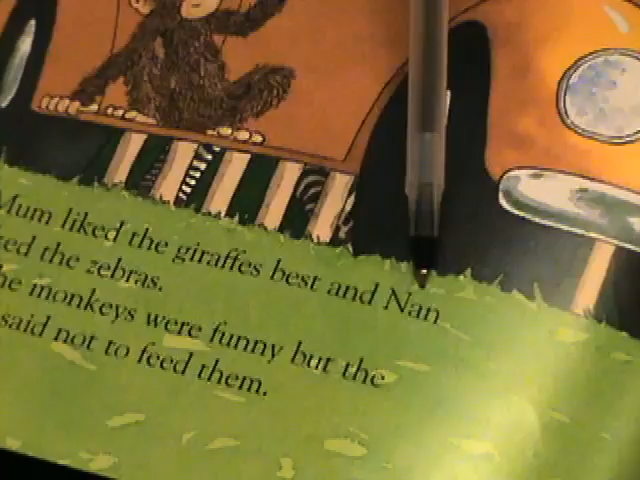 Mum liked the giraffes best and Nan
the zebras.
monkeys were funny but the
said not to feed them.